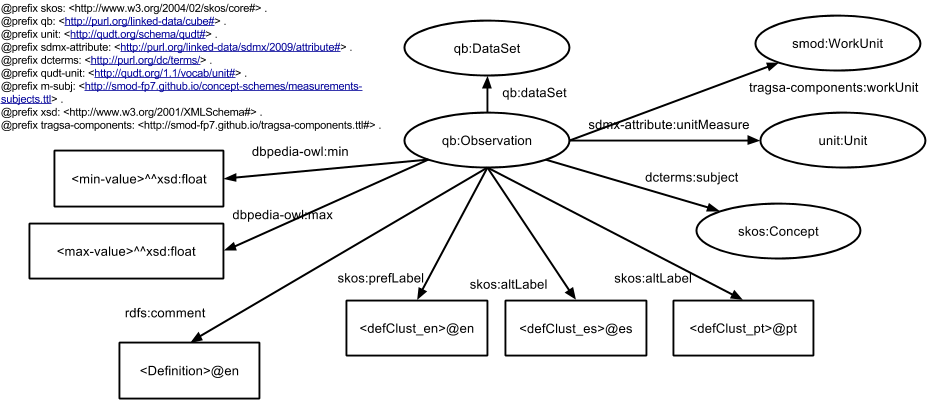 @prefix skos: <http://www.w3.org/2004/02/skos/core#> .
@prefix qb: <http://purl.org/linked-data/cube#> .
@prefix unit: <http://qudt.org/schema/qudt#> .
@prefix sdmx-attribute: <http://purl.org/linked-data/sdmx/2009/attribute#> .
@prefix dcterms: <http://purl.org/dc/terms/> .
@prefix qudt-unit: <http://qudt.org/1.1/vocab/unit#> .
@prefix m-subj: <http://smod-fp7.github.io/concept-schemes/measurements-
subjects.ttl> .
@prefix xsd: <http://www.w3.org/2001/XMLSchema#> .
@prefix tragsa-components: <http://smod-fp7.github.io/tragsa-components.ttl#> .
qb:DataSet
smod:WorkUnit
qb:dataSet
tragsa-components:workUnit
sdmx-attribute:unitMeasure
qb:Observation
unit:Unit
dbpedia-owl:min
<min-value>^^xsd:float
dcterms:subject
dbpedia-owl:max
skos:Concept
<max-value>^^xsd:float
skos:prefLabel
skos:altLabel
skos:altLabel
rdfs:comment
<defClust_en>@en
<defClust_es>@es
<defClust_pt>@pt
<Definition>@en